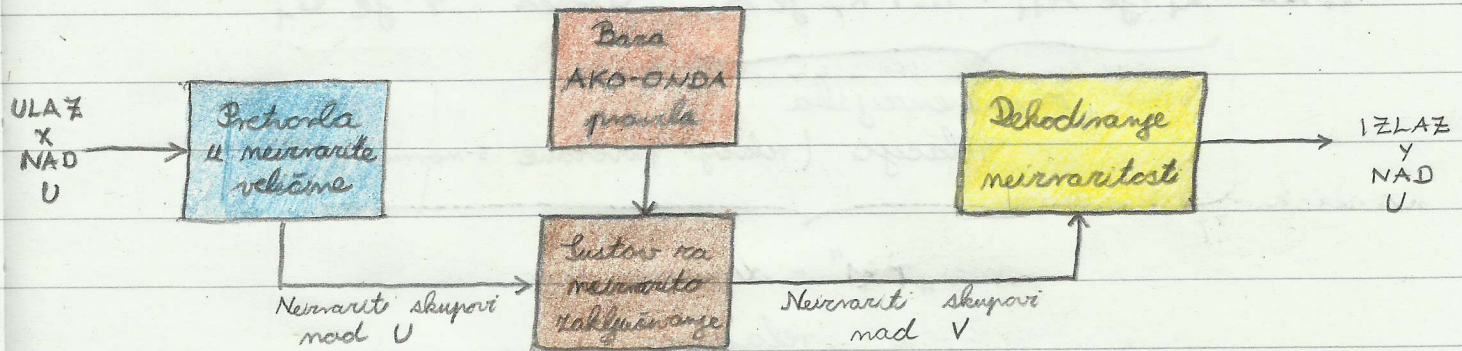 ULAZ
X
NAD
U
Pretvorba
u neizrazite
veličine
Baza
AKO-ONDA
pravila
Sustav za
neizrazito
zaključivanje
Dekodiranje
neizrazitosti
IZLAZ
Y
NAD
U
Neizraziti skupovi
nad U
Neizraziti skupovi
nad V